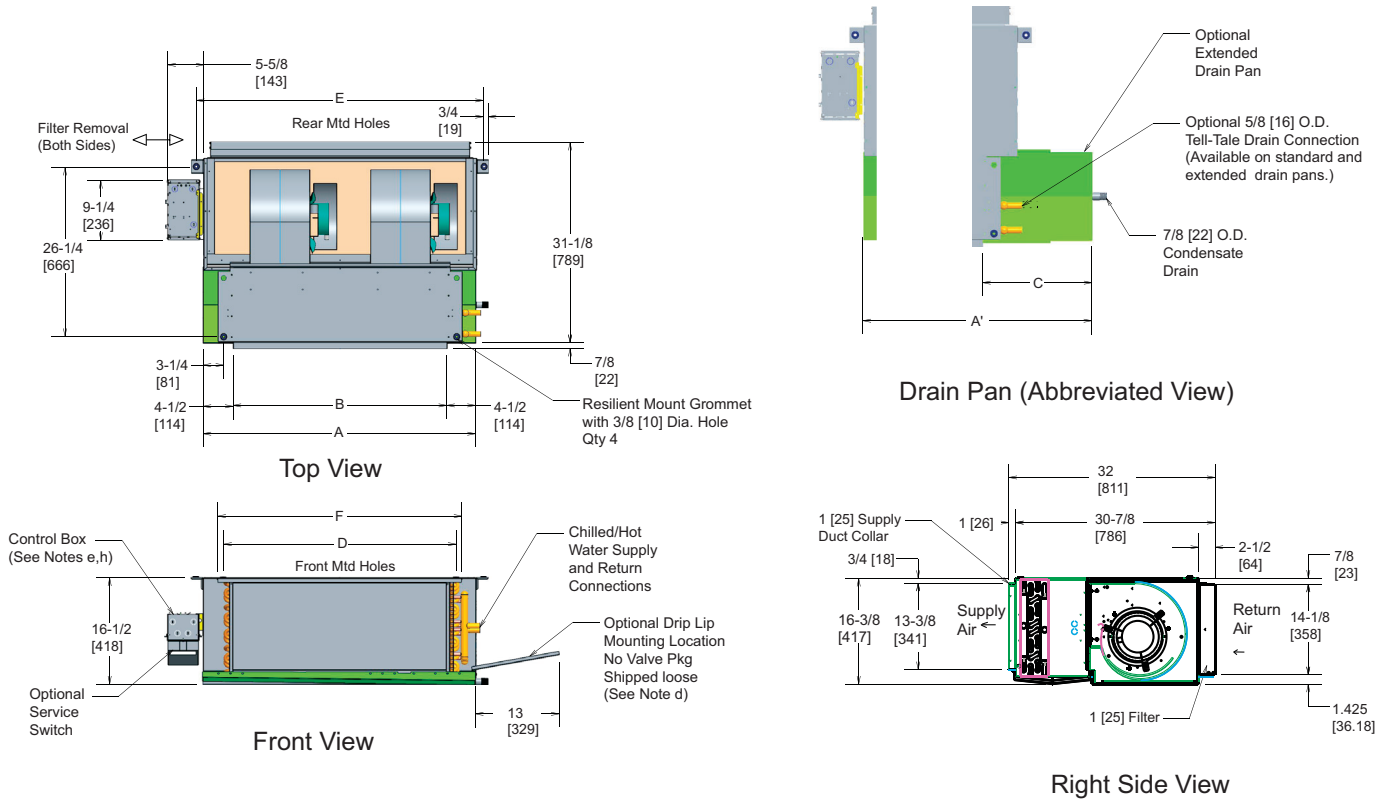 5-5/8
[143]
E
3/4
[19]
Rear Mtd Holes
Filter Removal
(Both Sides)
9-1/4
[236]
26-1/4
[666]
31-1/8
[789]
3-1/4
[81]
7/8
[22]
4-1/2
[114]
B
4-1/2
[114]
A
Resilient Mount Grommet
with 3/8 [10] Dia. Hole
Qty 4
Top View
Optional
Extended
Drain Pan
Optional 5/8 [16] O.D.
Tell-Tale Drain Connection
(Available on standard and
extended drain pans.)
7/8 [22] O.D.
Condensate
Drain
C
A'
Drain Pan (Abbreviated View)
F
D
Front Mtd Holes
Control Box
(See Notes e,h)
16-1/2
[418]
Optional
Service
Switch
Chilled/Hot
Water Supply
and Return
Connections
Optional Drip Lip
Mounting Location
No Valve Pkg
Shipped loose
(See Note d)
13
[329]
Front View
32
[811]
1 [25] Supply
Duct Collar
1 [26]
30-7/8
[786]
2-1/2
[64]
3/4 [18]
7/8
[23]
16-3/8
[417]
Supply
Air
13-3/8
[341]
CC
Return
Air
14-1/8
[358]
1 [25] Filter
1.425
[36.18]
Right Side View